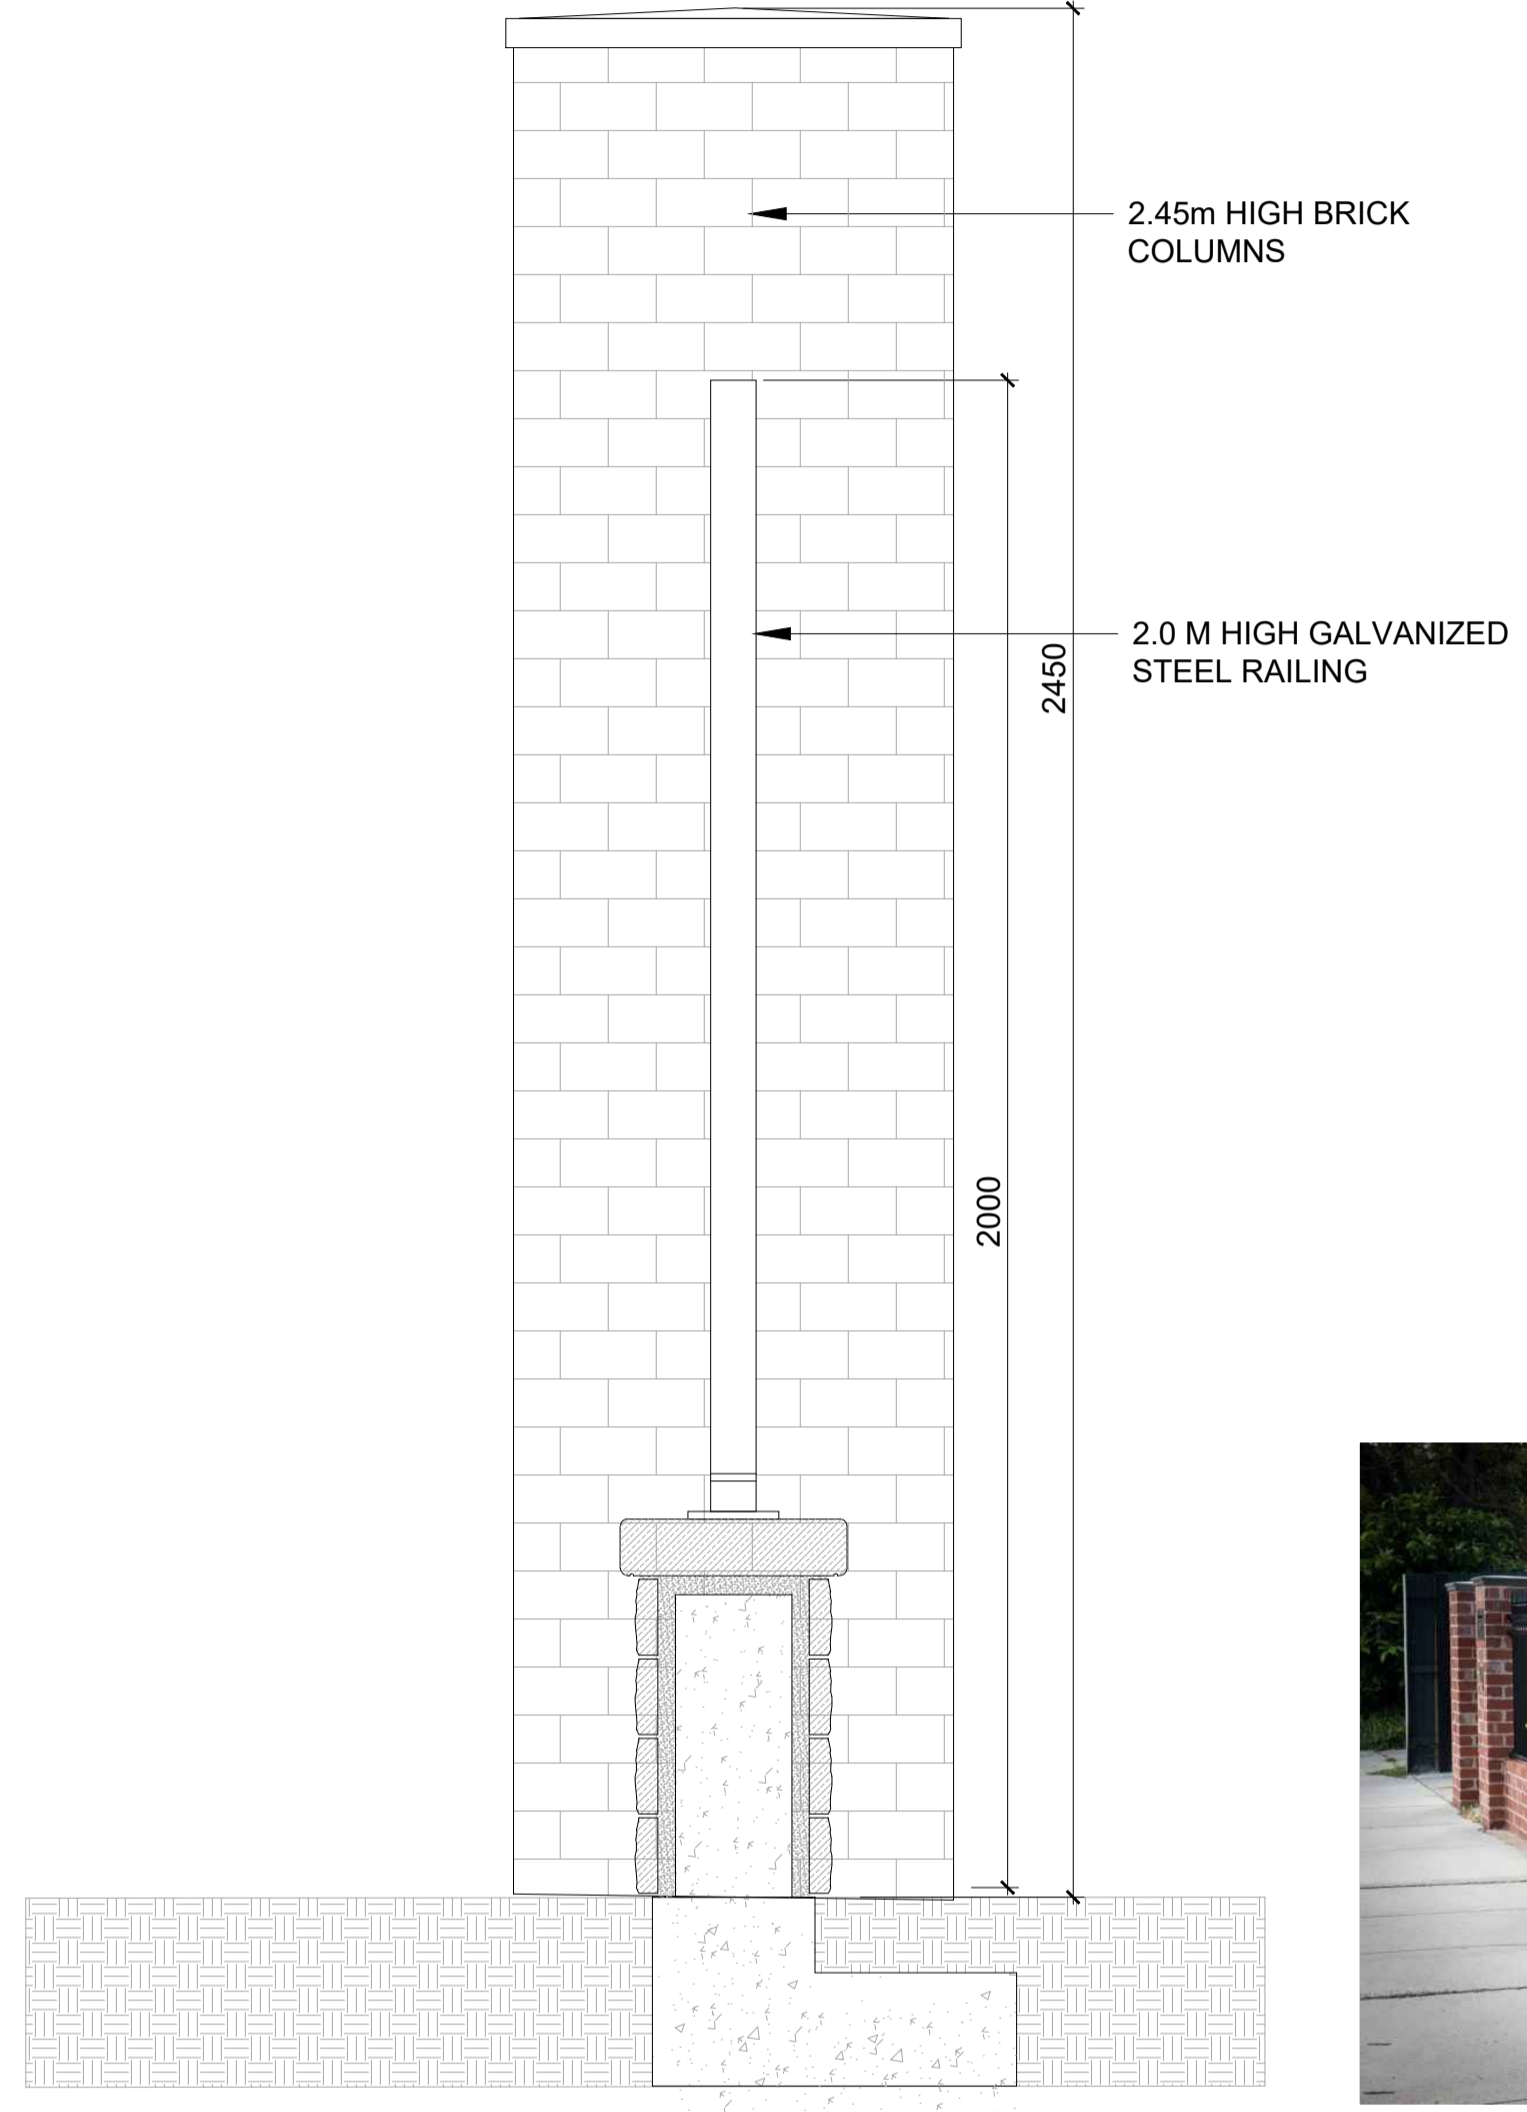 2.45m HIGH BRICK
COLUMNS
2.0 M HIGH GALVANIZED
STEEL RAILING
2450
2000